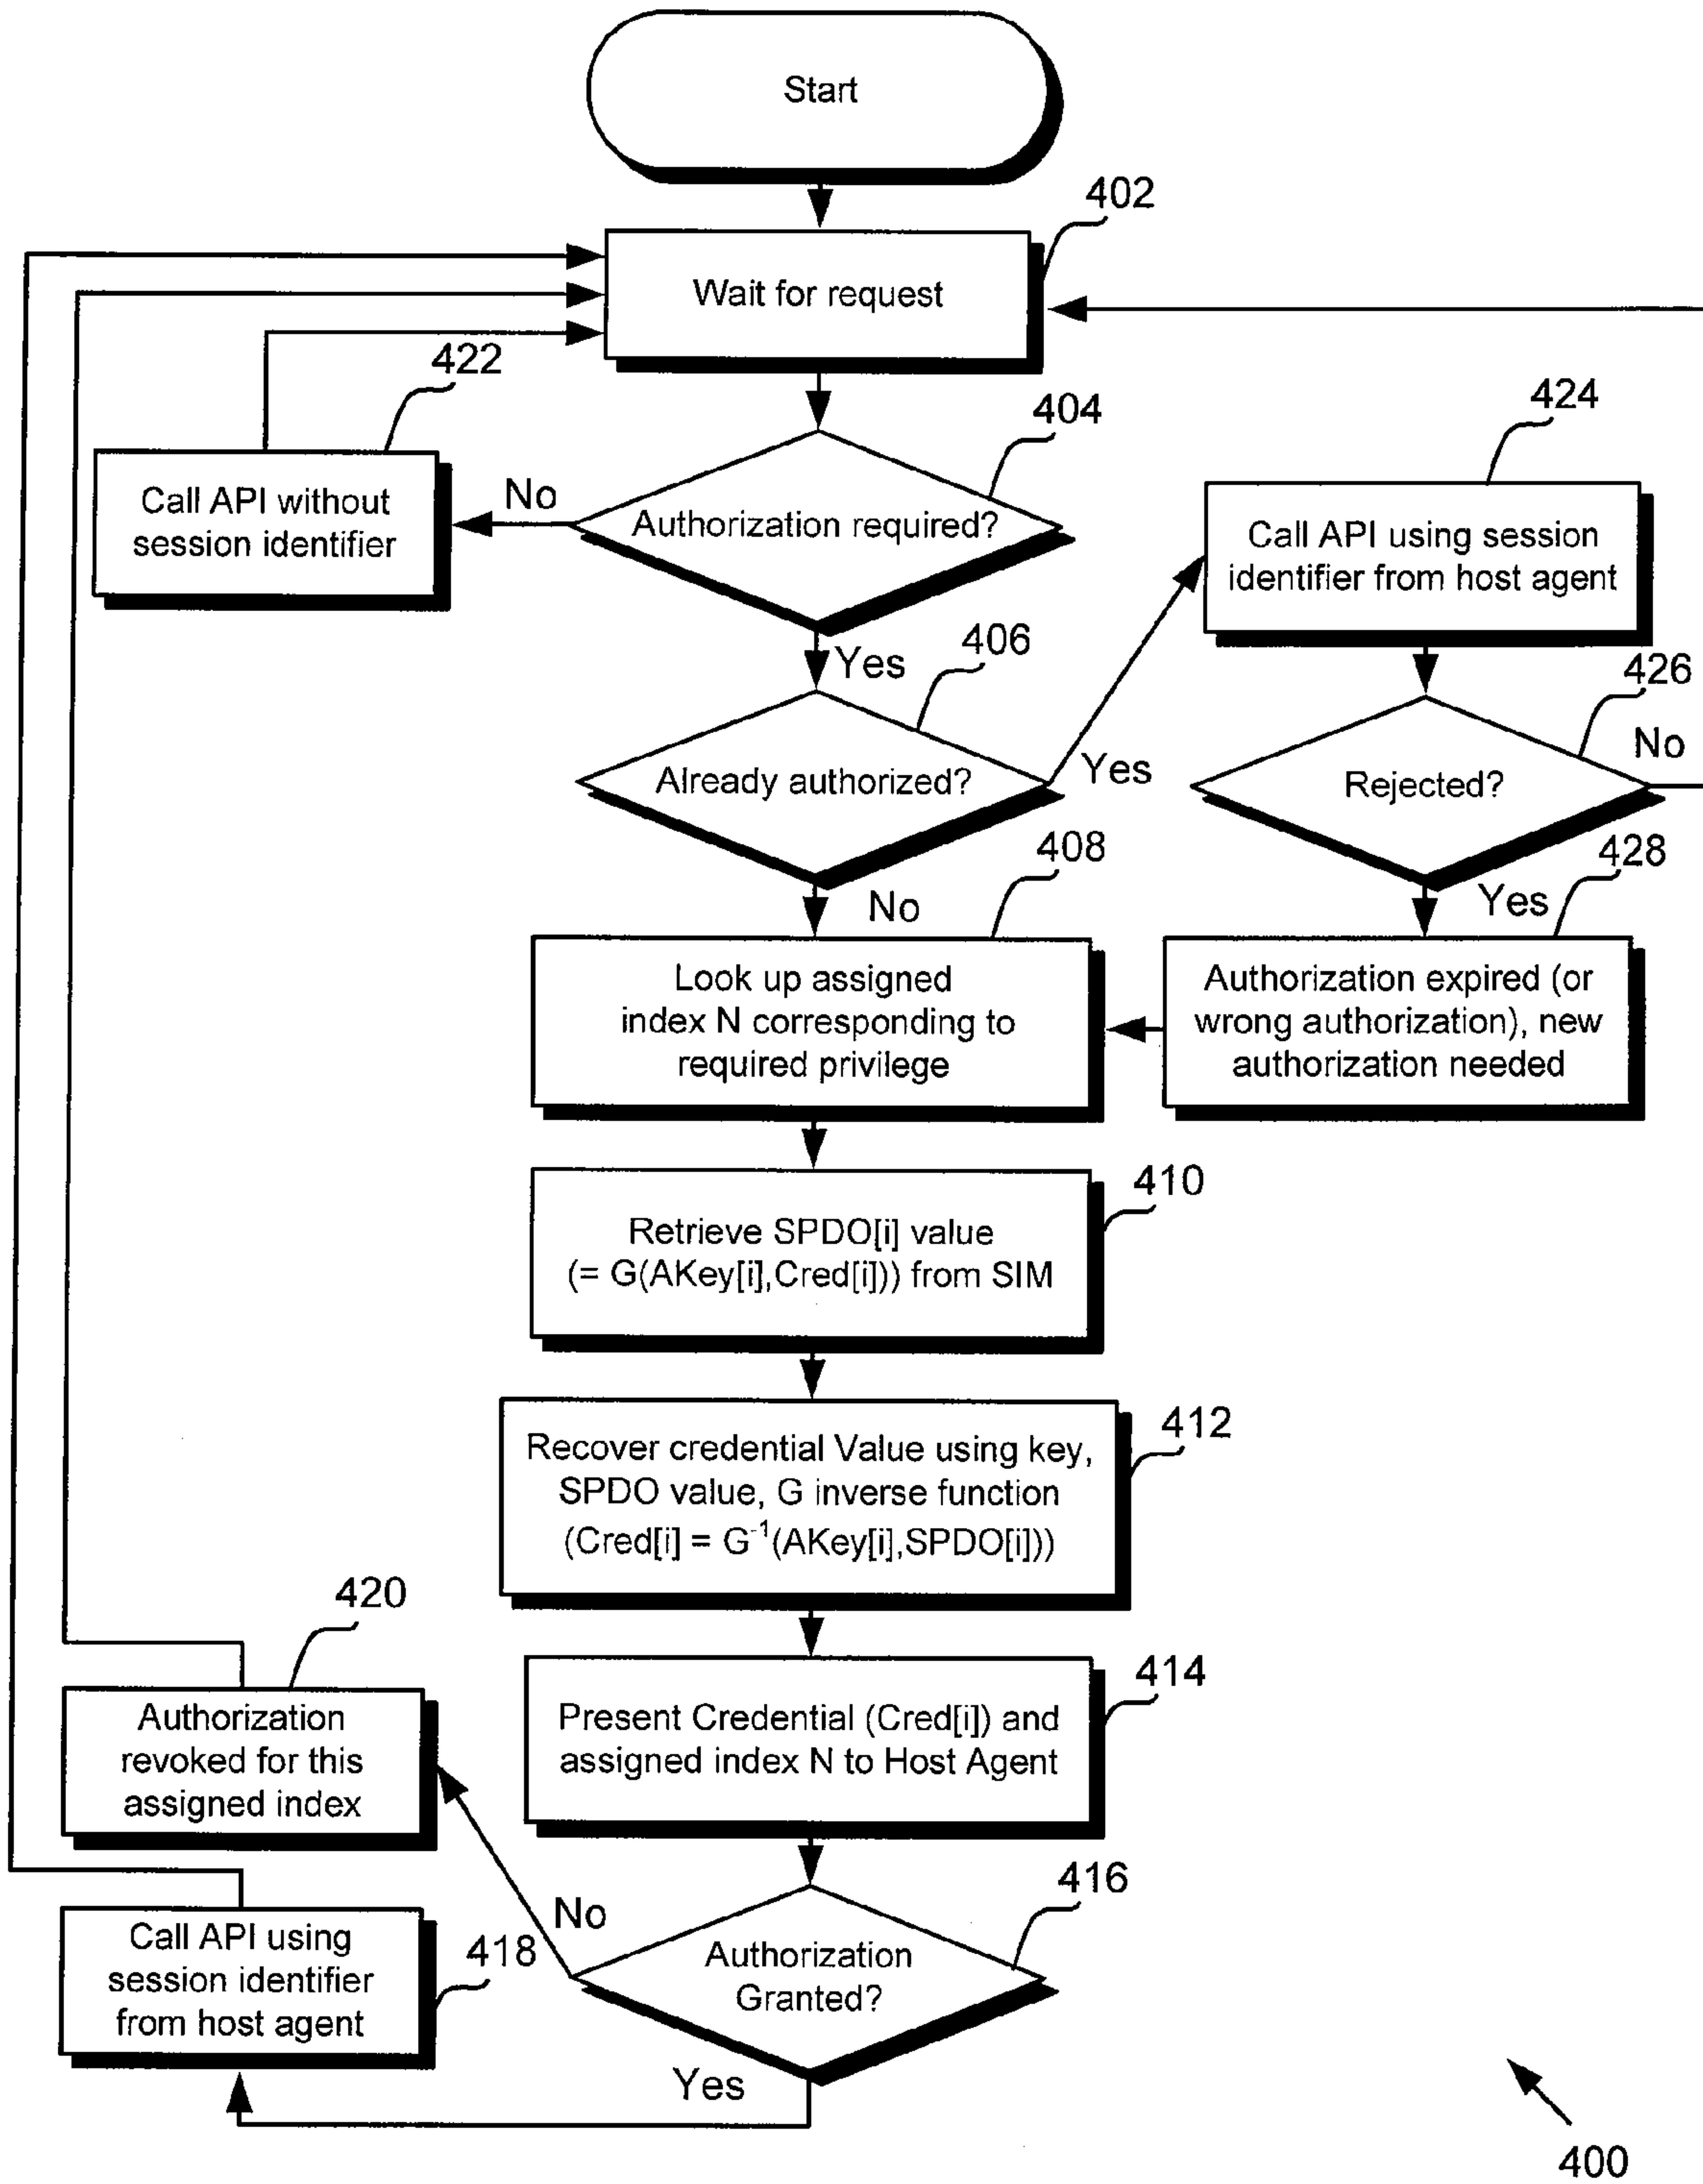 Start
402
Wait for request
422
404
424
Call API without
session identifier
No
Authorization required?
Call API using session
identifier from host agent
406
Yes
426
Already authorized?
Yes
Rejected?
No
408
428
No
Yes
Look up assigned
index N corresponding to
required privilege
Authorization expired (or
wrong authorization), new
authorization needed
410
Retrieve SPDO[i] value
(= G(AKey[i],Cred[i])) from SIM
412
Recover credential Value using key,
SPDO value, G inverse function
(Cred[i] = G⁻¹(AKey[i],SPDO[i]))
420
414
Authorization
revoked for this
assigned index
Present Credential (Cred[i]) and
assigned index N to Host Agent
416
No
Call API using
session identifier
from host agent
418
Authorization
Granted?
Yes
400